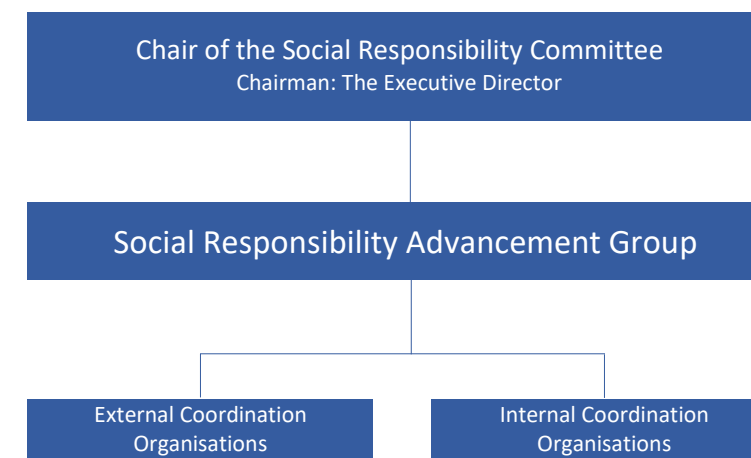 Chair of the Social Responsibility Committee
Chairman: The Executive Director
Social Responsibility Advancement Group
External Coordination
Organisations
Internal Coordination
Organisations